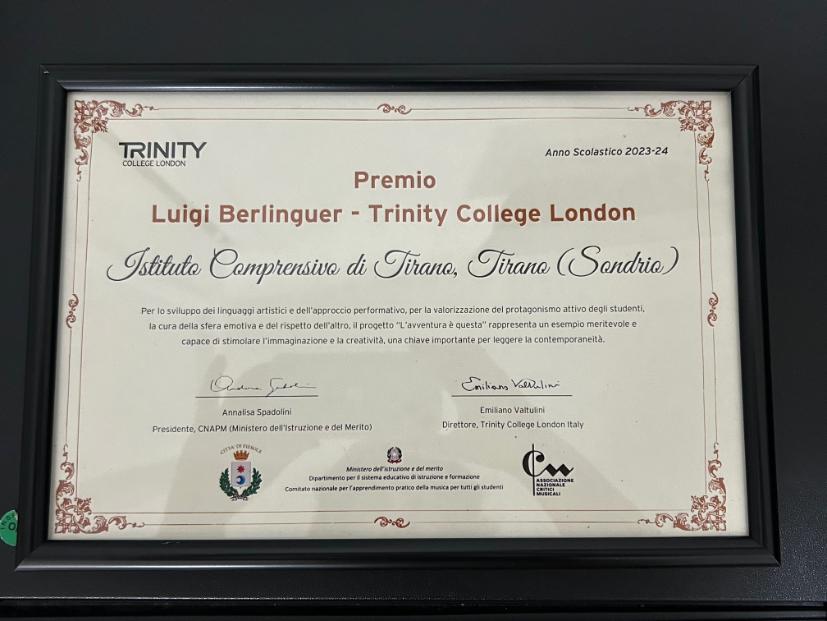 TRINITY
COLLEGE LONDON
Anno Scolastico 2023-24
Premio
Luigi Berlinguer - Trinity College London
Istituto Comprensivo di Tirano, Tirano (Sondrio)
Per lo sviluppo dei linguaggi artistici e dell'approccio performativo, per la valorizzazione del protagonismo attivo degli studenti,
la cura della sfera emotiva e del rispetto dell'altro, il progetto "L'avventura è questa" rappresenta un esempio meritevole e
capace di stimolare l'immaginazione e la creatività, una chiave importante per leggere la contemporaneità.
Emiliano Valtulini
Annalisa Spadolini
Presidente, CNAPM (Ministero dell'Istruzione e del Merito)
Emiliano Valtulini
Direttore, Trinity College London Italy
CITTA' DI FIESOLE
Ministero dell'istruzione e del merito
Dipartimento per il sistema educativo di istruzione e formazione
Comitato nazionale per l'apprendimento pratico della musica per tutti gli studenti
ASSOCIAZIONE
NAZIONALE
CRITICI
MUSICALI